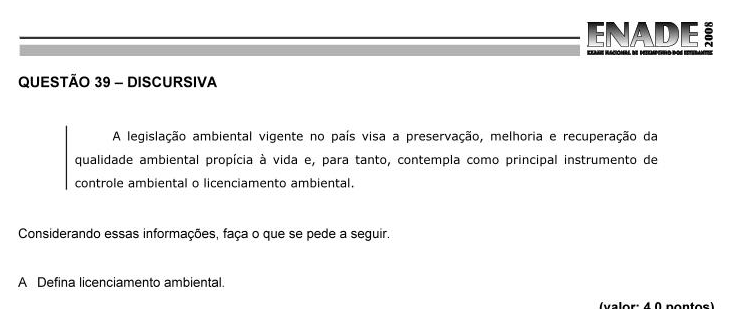 ENADE 2008
EXAME NACIONAL DE DESEMPENHO DOS ESTUDANTES
QUESTÃO 39 – DISCURSIVA
A legislação ambiental vigente no país visa a preservação, melhoria e recuperação da
qualidade ambiental propícia à vida e, para tanto, contempla como principal instrumento de
controle ambiental o licenciamento ambiental.
Considerando essas informações, faça o que se pede a seguir.
A Defina licenciamento ambiental.
(valor: 4,0 pontos)